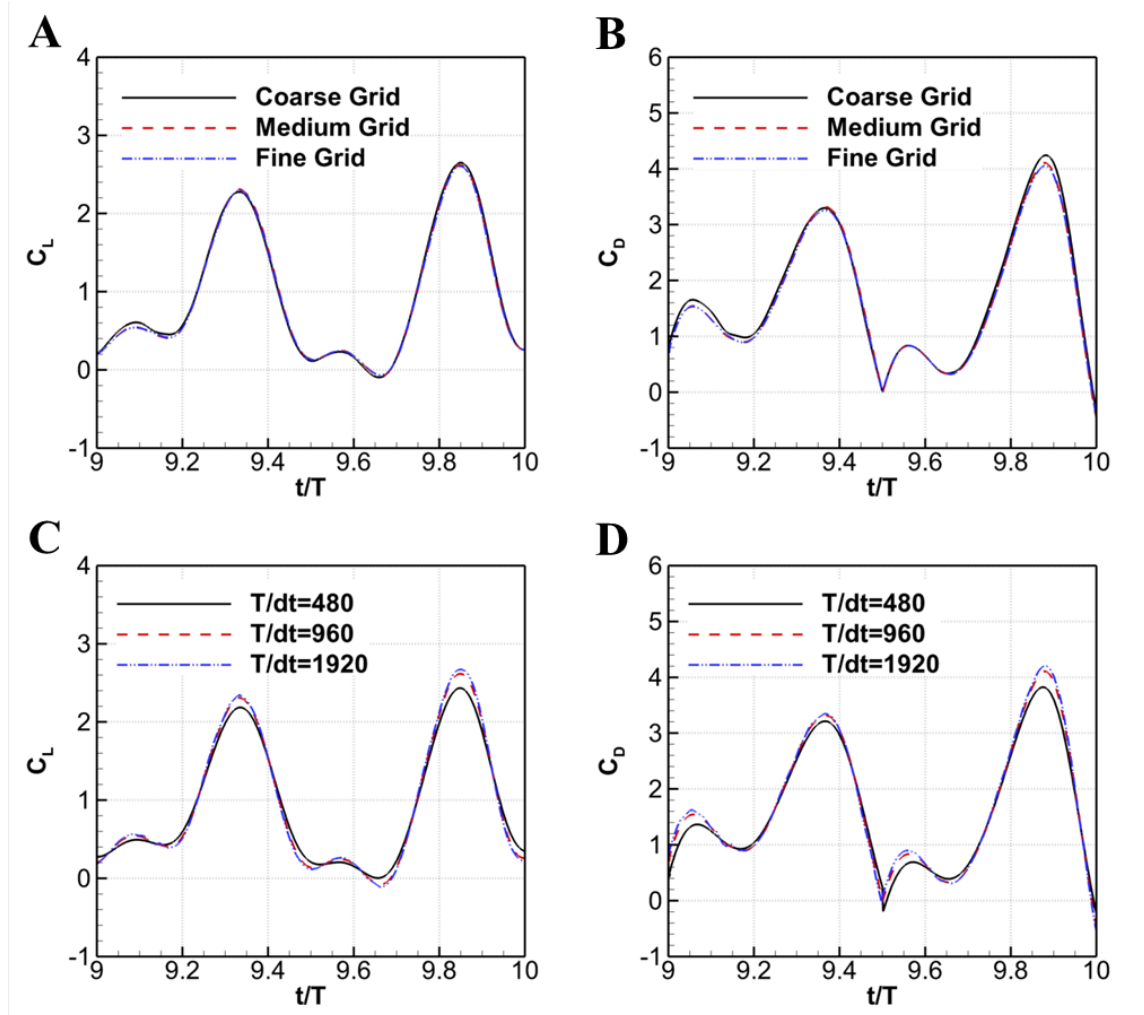 A
4
3
2
1
0
-1
C_L
Coarse Grid
Medium Grid
Fine Grid
9 9.2 9.4 9.6 9.8 10
t/T
B
6
5
4
3
2
1
0
-1
C_D
Coarse Grid
Medium Grid
Fine Grid
9 9.2 9.4 9.6 9.8 10
t/T
C
4
3
2
1
0
-1
C_L
T/dt=480
T/dt=960
T/dt=1920
9 9.2 9.4 9.6 9.8 10
t/T
D
6
5
4
3
2
1
0
-1
C_D
T/dt=480
T/dt=960
T/dt=1920
9 9.2 9.4 9.6 9.8 10
t/T